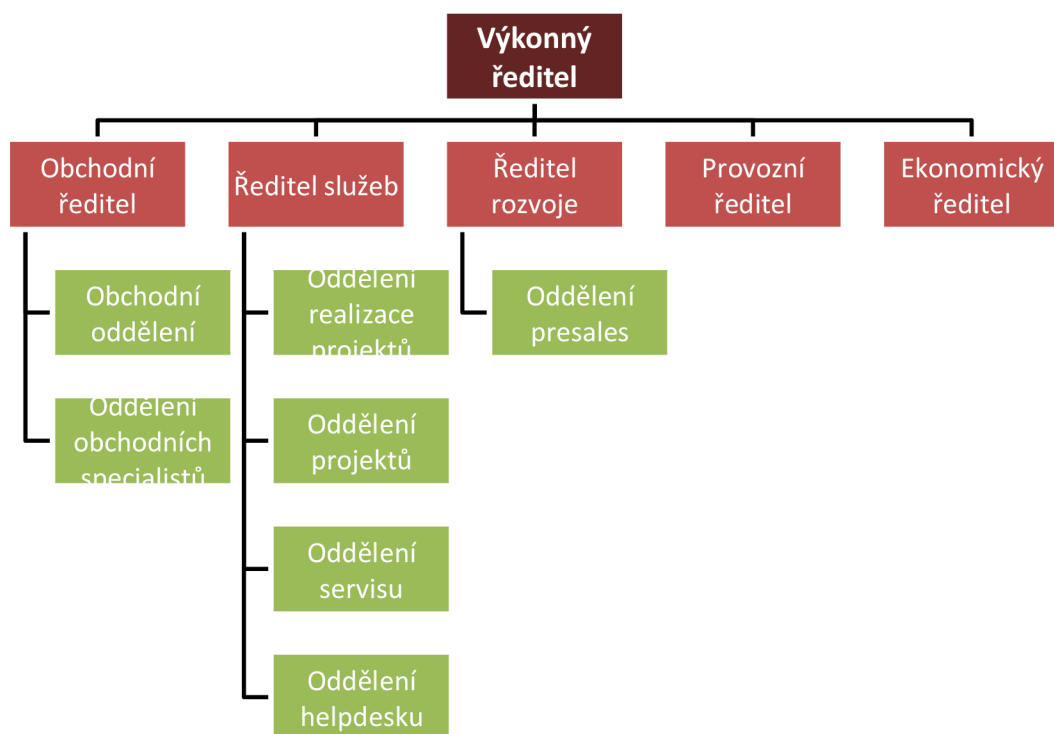 Výkonný
ředitel
Obchodní
ředitel
Ředitel služeb
Ředitel
rozvoje
Provozní
ředitel
Ekonomický
ředitel
Obchodní
oddělení
Oddělení
obchodních
specialistů
Oddělení
realizace
projektů
Oddělení
projektů
Oddělení
servisu
Oddělení
helpdesku
Oddělení
presales